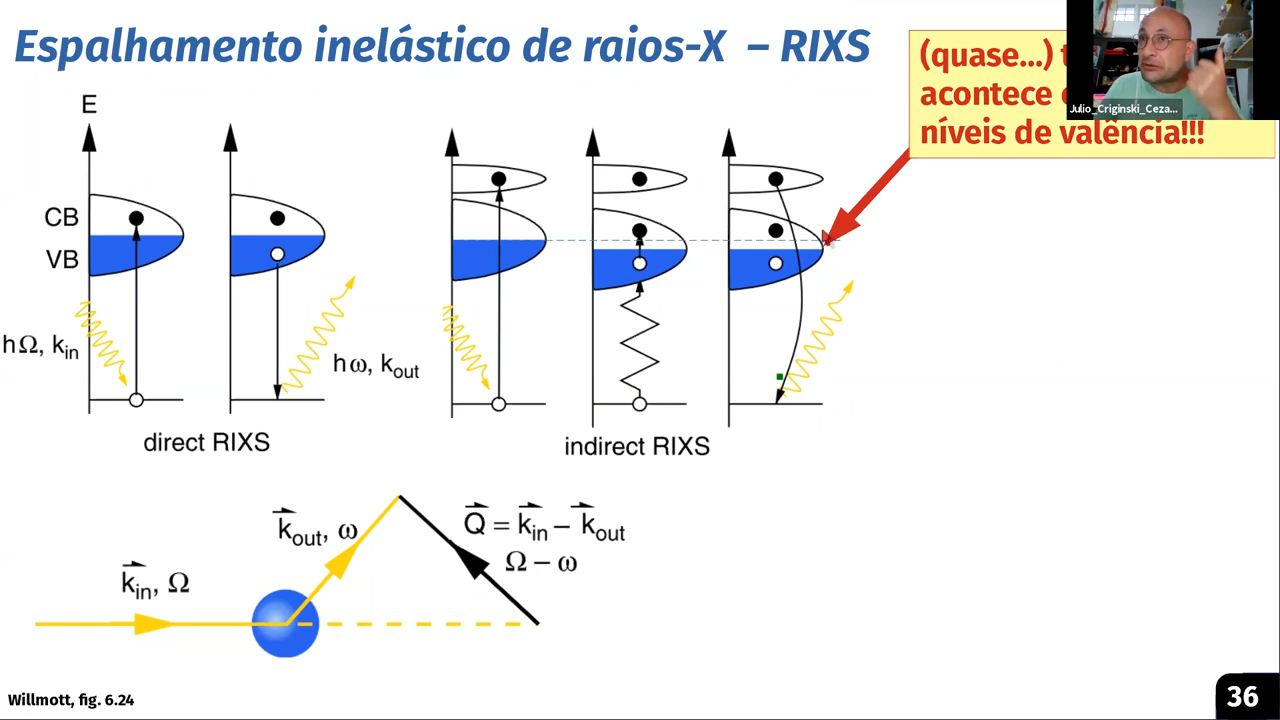 Espalhamento inelástico de raios-X – RIXS
(quase...)
acontece
níveis de valência!!!
Julio_Criginski_Ceza...
E
CB
VB
hΩ, k_in
hω, k_out
direct RIXS
indirect RIXS
k_out, ω
Q = k_in − k_out
Ω − ω
k_in, Ω
Willmott, fig. 6.24
36